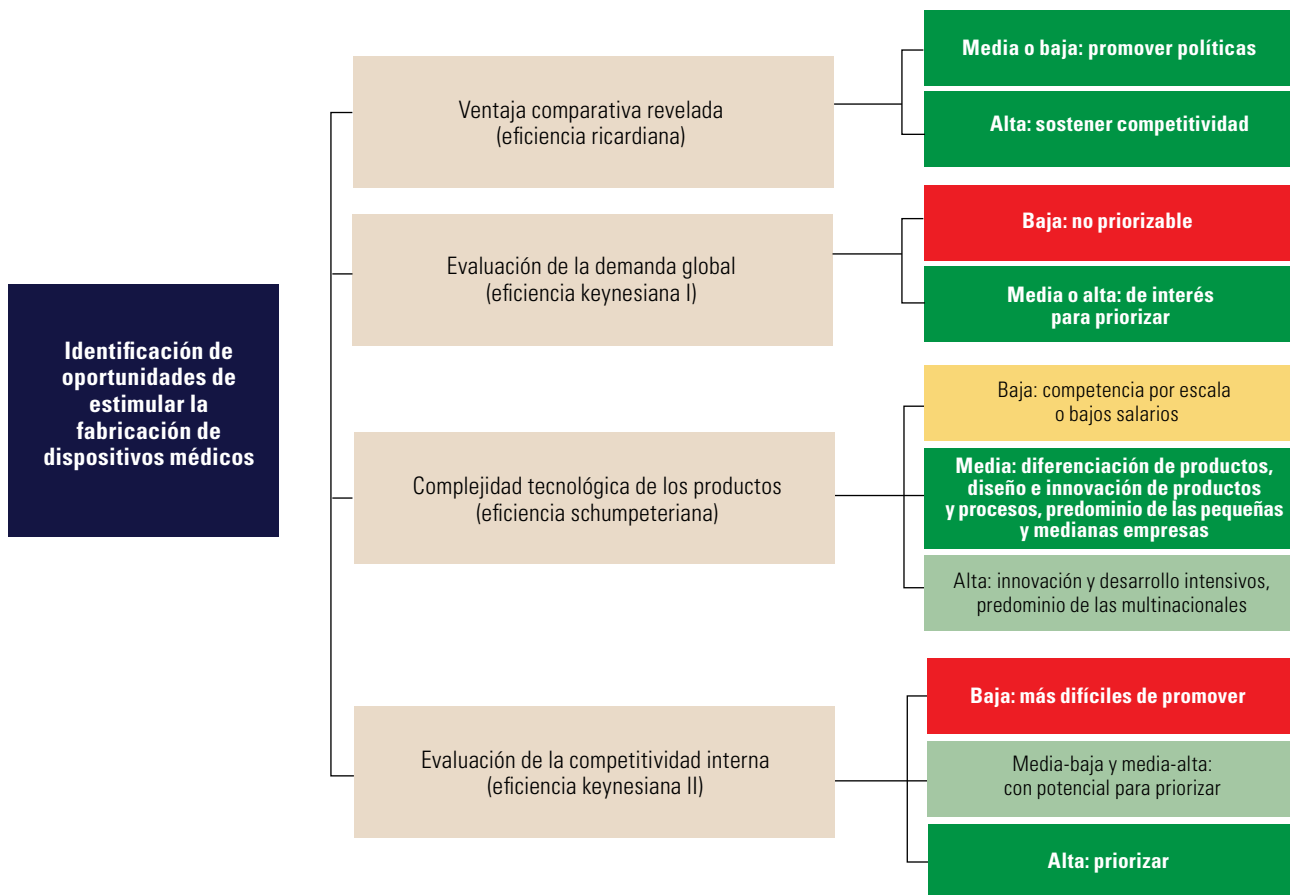 Identificación de
oportunidades de
estimular la
fabricación de
dispositivos médicos
Ventaja comparativa revelada
(eficiencia ricardiana)
Media o baja: promover políticas
Alta: sostener competitividad
Evaluación de la demanda global
(eficiencia keynesiana I)
Baja: no priorizable
Media o alta: de interés
para priorizar
Complejidad tecnológica de los productos
(eficiencia schumpeteriana)
Baja: competencia por escala
o bajos salarios
Media: diferenciación de productos,
diseño e innovación de productos
y procesos, predominio de las pequeñas
y medianas empresas
Alta: innovación y desarrollo intensivos,
predominio de las multinacionales
Evaluación de la competitividad interna
(eficiencia keynesiana II)
Baja: más difíciles de promover
Media-baja y media-alta:
con potencial para priorizar
Alta: priorizar